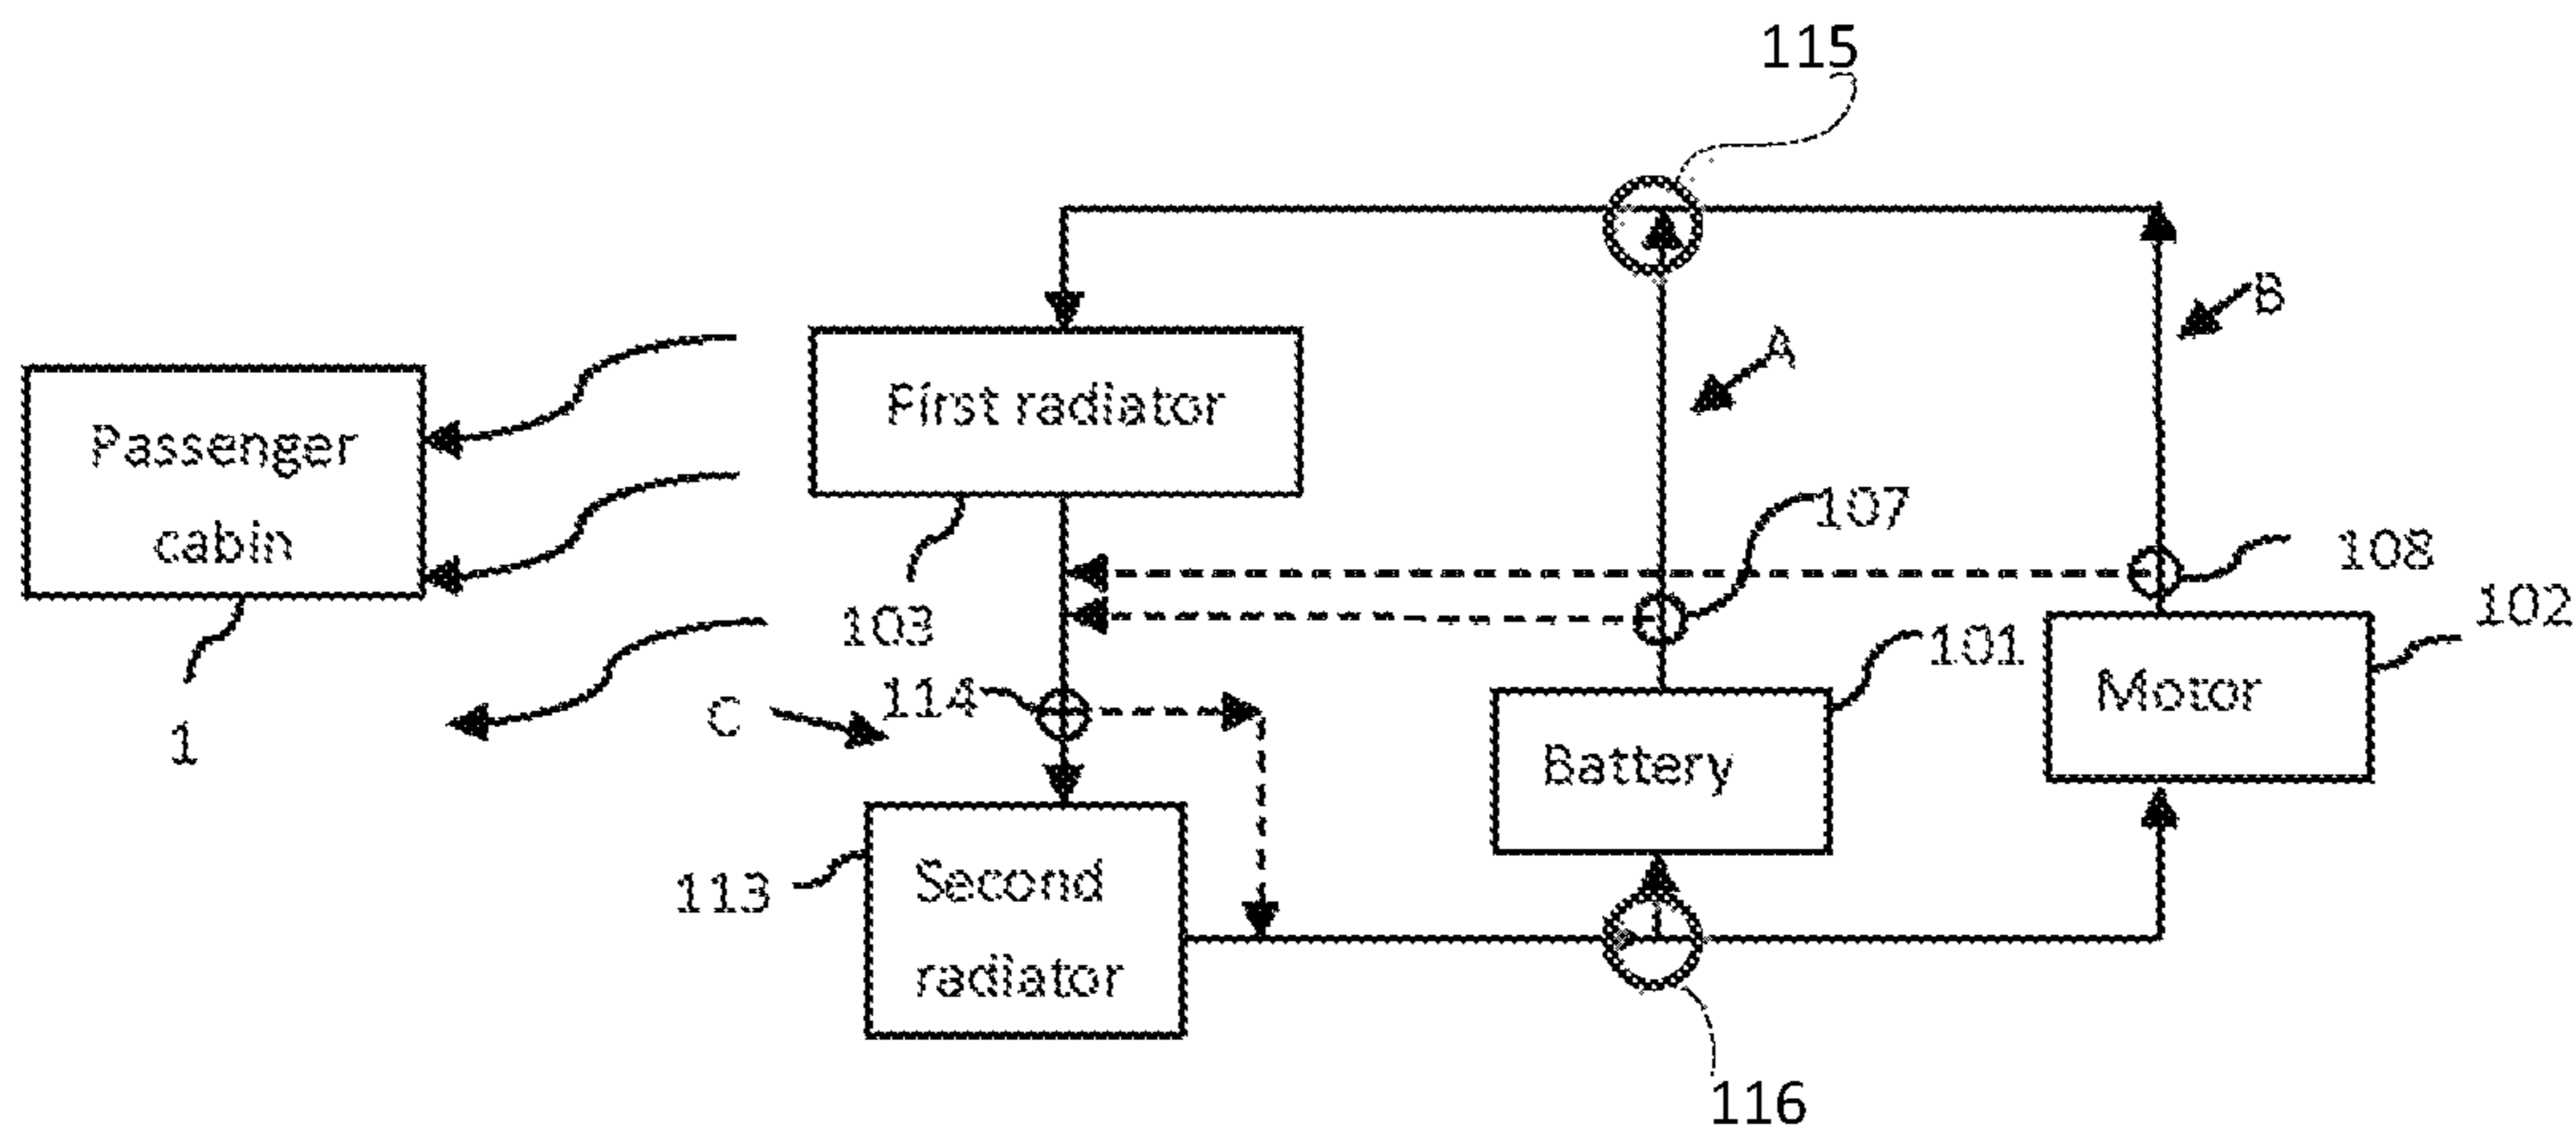 115
B
A
First radiator
Passenger
cabin
107
108
103
102
101
114
C
1
Motor
Battery
113
Second
radiator
116